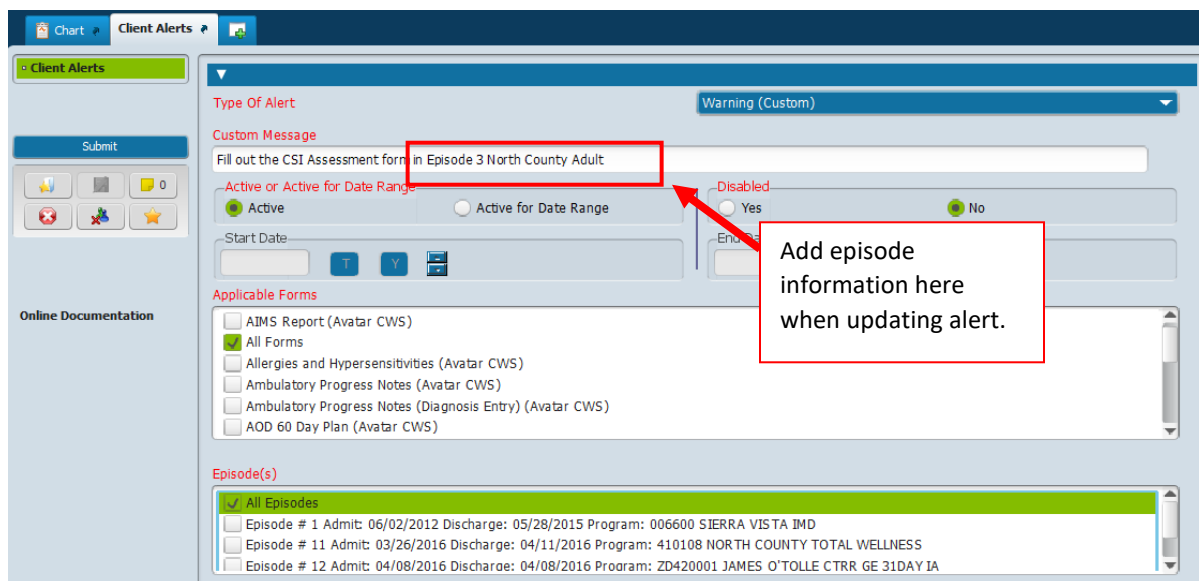 Chart
Client Alerts
Client Alerts
Submit
0
Online Documentation
Type Of Alert
Warning (Custom)
Custom Message
Fill out the CSI Assessment form in Episode 3 North County Adult
Active or Active for Date Range
Active
Active for Date Range
Disabled
Yes
No
Start Date
T
Y
End Da
Add episode
information here
when updating alert.
Applicable Forms
AIMS Report (Avatar CWS)
All Forms
Allergies and Hypersensitivities (Avatar CWS)
Ambulatory Progress Notes (Avatar CWS)
Ambulatory Progress Notes (Diagnosis Entry) (Avatar CWS)
AOD 60 Day Plan (Avatar CWS)
Episode(s)
All Episodes
Episode # 1 Admit: 06/02/2012 Discharge: 05/28/2015 Program: 006600 SIERRA VISTA IMD
Episode # 11 Admit: 03/26/2016 Discharge: 04/11/2016 Program: 410108 NORTH COUNTY TOTAL WELLNESS
Episode # 12 Admit: 04/08/2016 Discharge: 04/08/2016 Program: ZD420001 JAMES O'TOLLE CTRR GE 31DAY IA